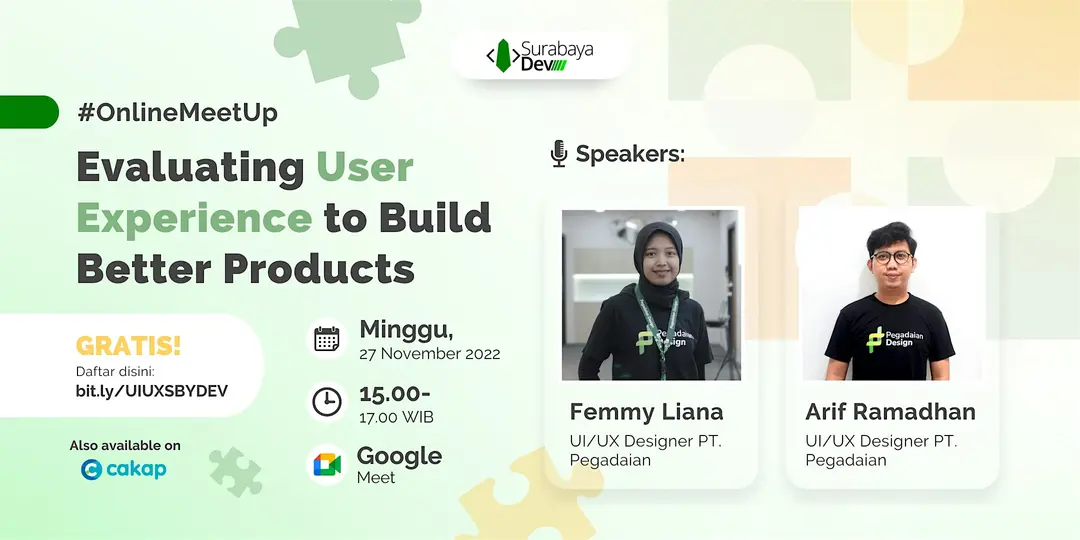 Surabaya
Dev
#OnlineMeetUp
Evaluating User
Experience to Build
Better Products
GRATIS!
Daftar disini:
bit.ly/UIUXSBYDEV
Also available on
cakap
Minggu,
27 November 2022
15.00-
17.00 WIB
Google
Meet
Speakers:
Pegadaian
Design
Femmy Liana
UI/UX Designer PT.
Pegadaian
Pegadaian
Design
Arif Ramadhan
UI/UX Designer PT.
Pegadaian